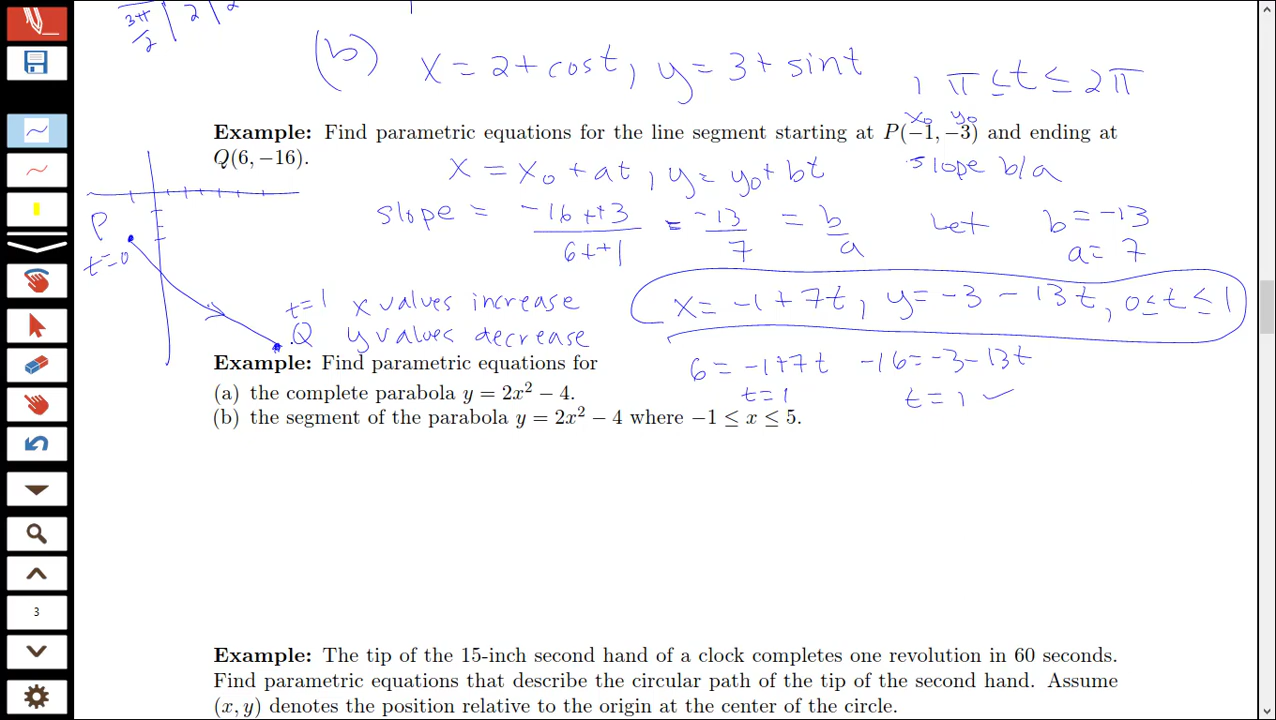 3π/2 | 2 | 2
(b) x = 2 + cos t, y = 3 + sin t, π ≤ t ≤ 2π
x₀ y₀
Example: Find parametric equations for the line segment starting at P(−1, −3) and ending at
Q(6, −16).
x = x₀ + at, y = y₀ + bt slope b/a
slope = -16 + +3 / 6 + +1 = -13/7 = b/a Let b = -13
a = 7
P
t=0
x = -1 + 7t, y = -3 - 13t, 0 ≤ t ≤ 1
t=1 x values increase
Q y values decrease
Example: Find parametric equations for
6 = -1+7t -16 = -3-13t
(a) the complete parabola y = 2x² − 4.
t=1 t = 1 ✓
(b) the segment of the parabola y = 2x² − 4 where −1 ≤ x ≤ 5.
3
Example: The tip of the 15-inch second hand of a clock completes one revolution in 60 seconds.
Find parametric equations that describe the circular path of the tip of the second hand. Assume
(x, y) denotes the position relative to the origin at the center of the circle.